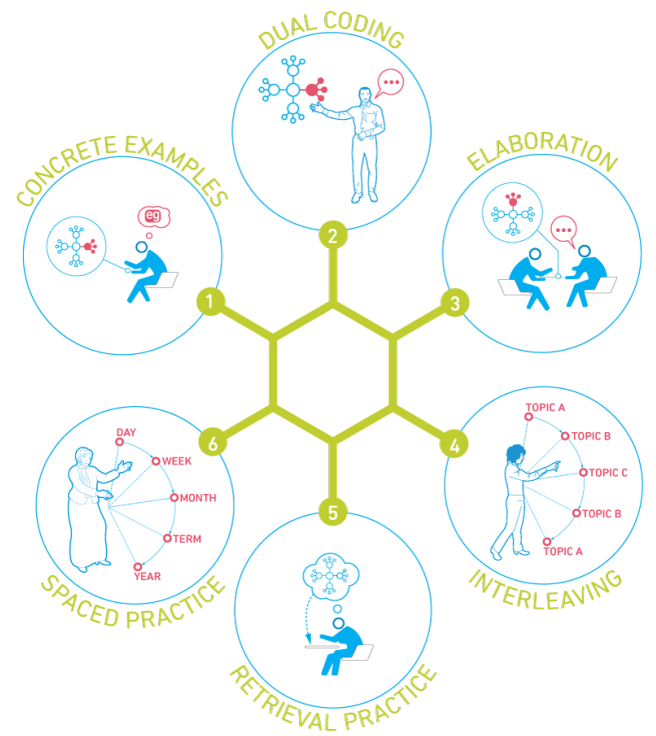 DUAL CODING
CONCRETE EXAMPLES
eg
ELABORATION
2
1
3
6
4
5
DAY
WEEK
MONTH
TERM
YEAR
SPACED PRACTICE
TOPIC A
TOPIC B
TOPIC C
TOPIC B
TOPIC A
INTERLEAVING
RETRIEVAL PRACTICE